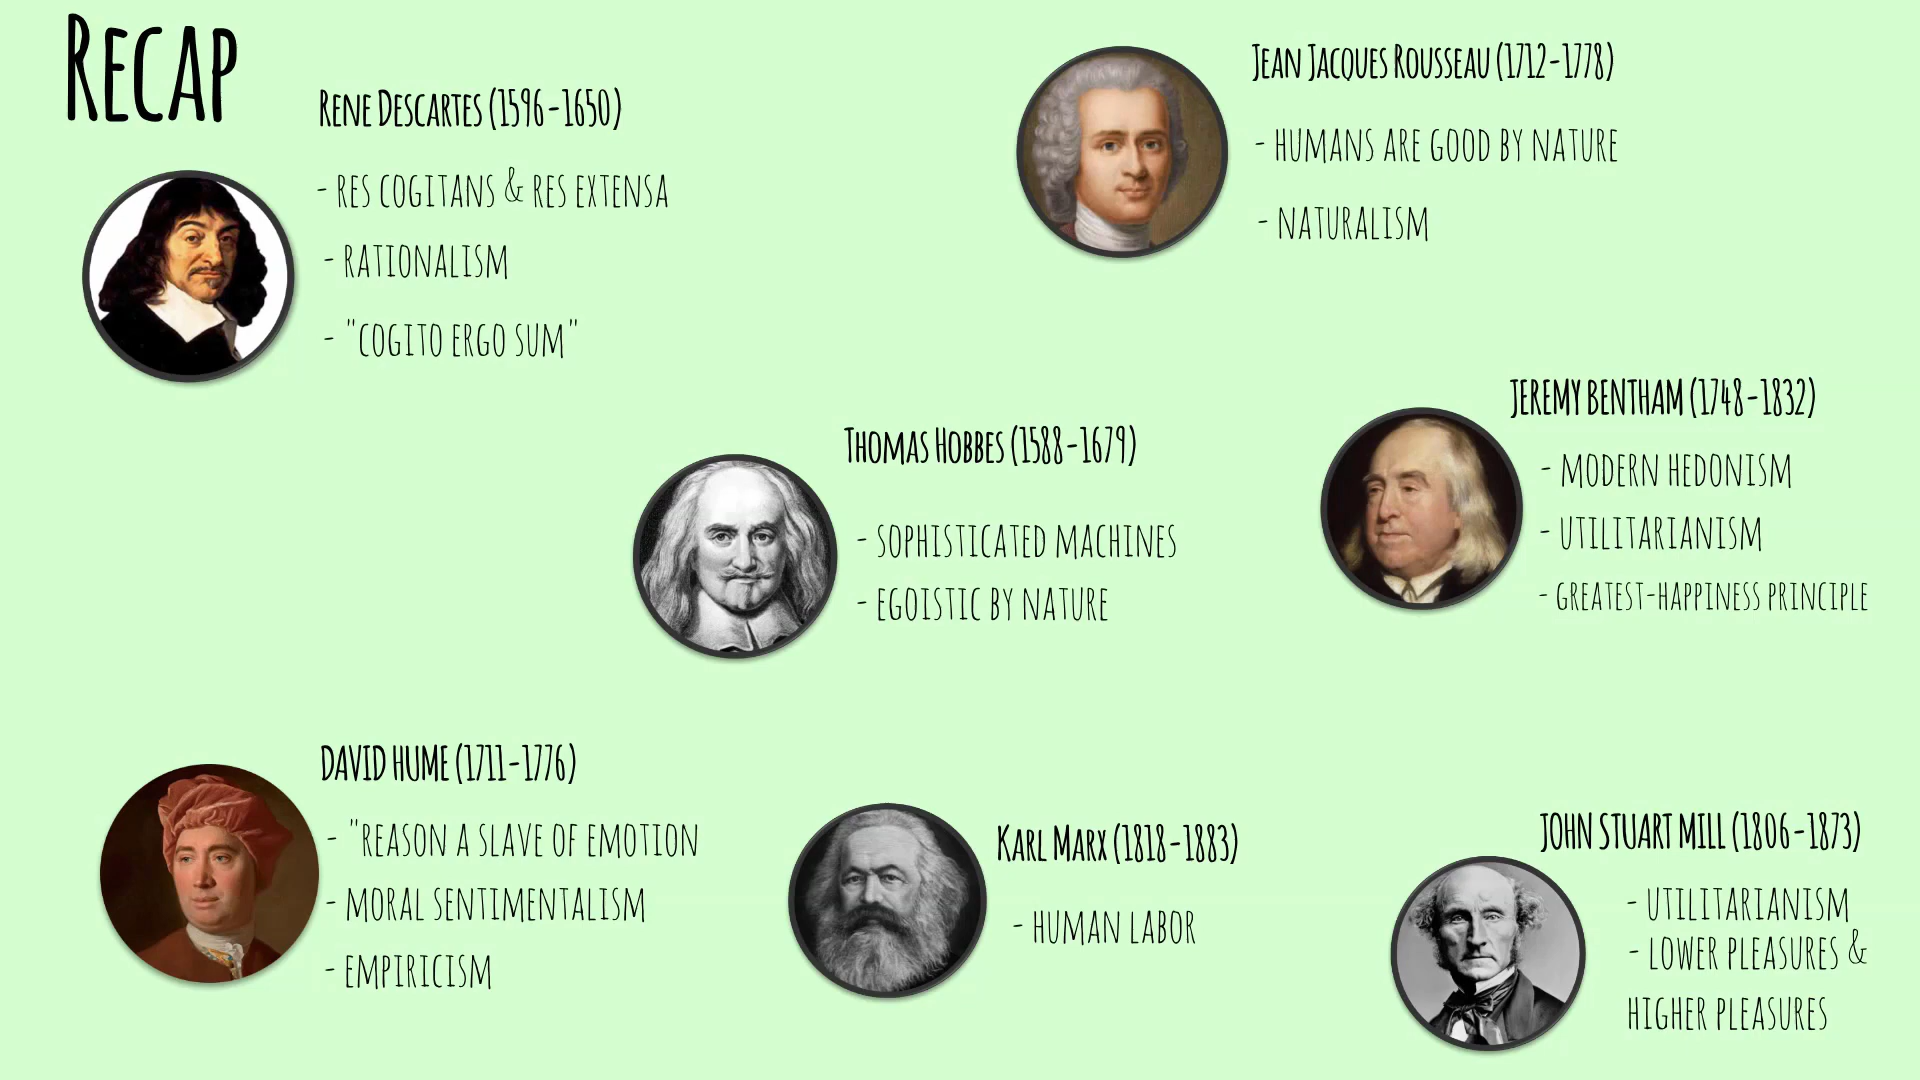 Recap
Rene Descartes (1596-1650)
- res cogitans & res extensa
- rationalism
- "cogito ergo sum"
Jean Jacques Rousseau (1712-1778)
- humans are good by nature
- naturalism
Thomas Hobbes (1588-1679)
- sophisticated machines
- egoistic by nature
JEREMY BENTHAM (1748-1832)
- modern hedonism
- utilitarianism
- greatest-happiness principle
DAVID HUME (1711-1776)
- "reason a slave of emotion
- moral sentimentalism
- empiricism
Karl Marx (1818-1883)
- human labor
JOHN STUART MILL (1806-1873)
- utilitarianism
- lower pleasures &
higher pleasures